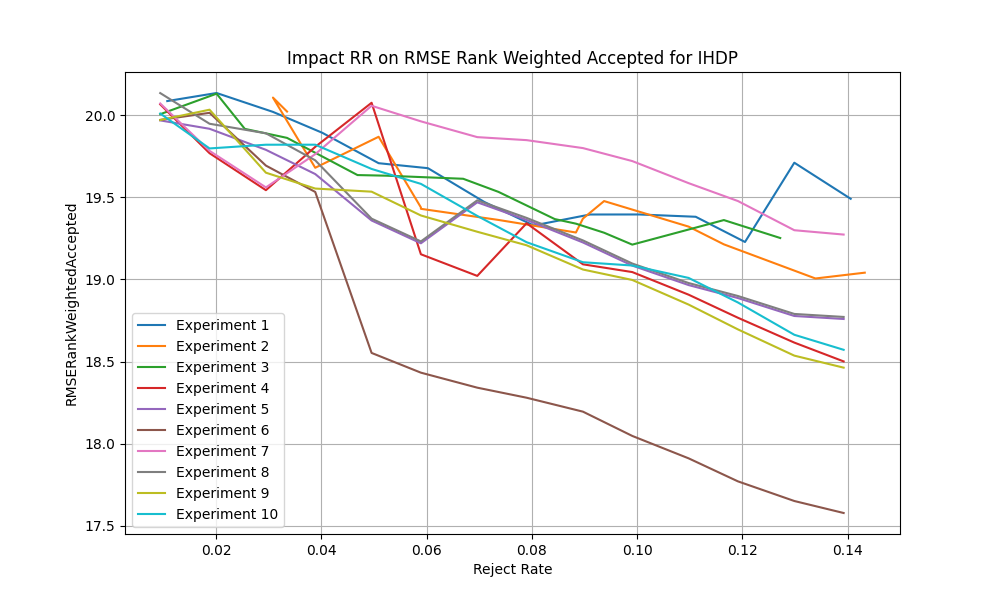 Impact RR on RMSE Rank Weighted Accepted for IHDP
RMSERankWeightedAccepted
20.0
19.5
19.0
18.5
18.0
17.5
Experiment 1
Experiment 2
Experiment 3
Experiment 4
Experiment 5
Experiment 6
Experiment 7
Experiment 8
Experiment 9
Experiment 10
0.02 0.04 0.06 0.08 0.10 0.12 0.14
Reject Rate